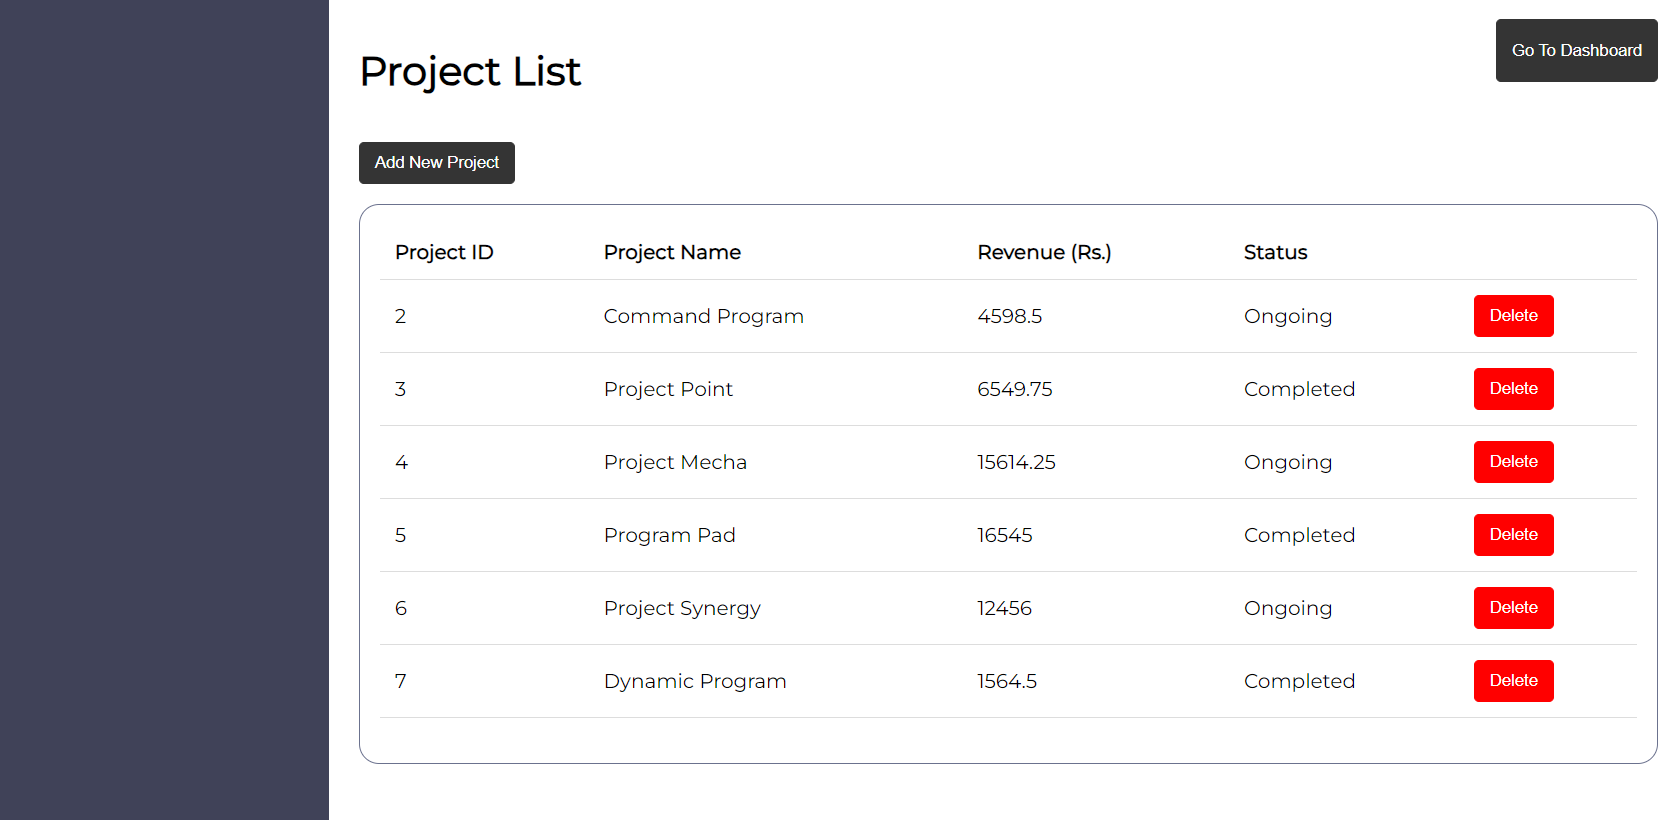 Go To Dashboard
Project List
Add New Project
Project ID Project Name Revenue (Rs.) Status
2 Command Program 4598.5 Ongoing Delete
3 Project Point 6549.75 Completed Delete
4 Project Mecha 15614.25 Ongoing Delete
5 Program Pad 16545 Completed Delete
6 Project Synergy 12456 Ongoing Delete
7 Dynamic Program 1564.5 Completed Delete